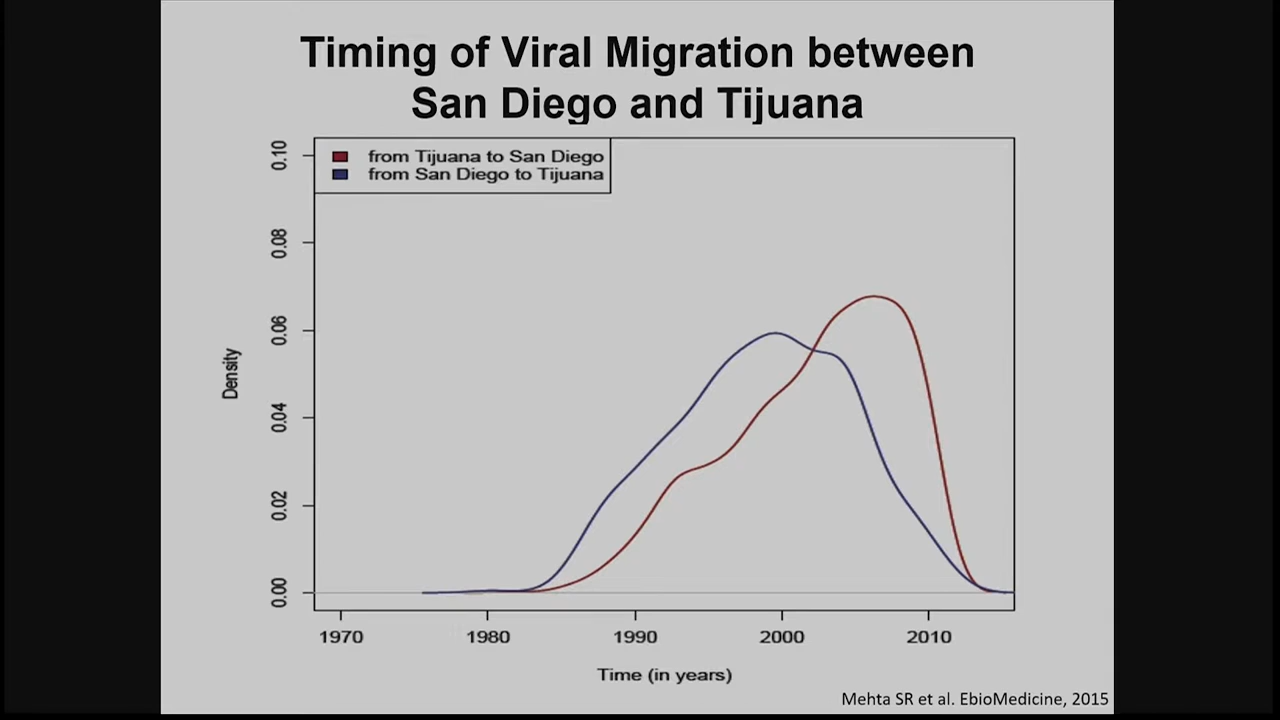 Timing of Viral Migration between
San Diego and Tijuana
from Tijuana to San Diego
from San Diego to Tijuana
0.10
0.08
0.06
0.04
0.02
0.00
Density
1970 1980 1990 2000 2010
Time (in years)
Mehta SR et al. EbioMedicine, 2015